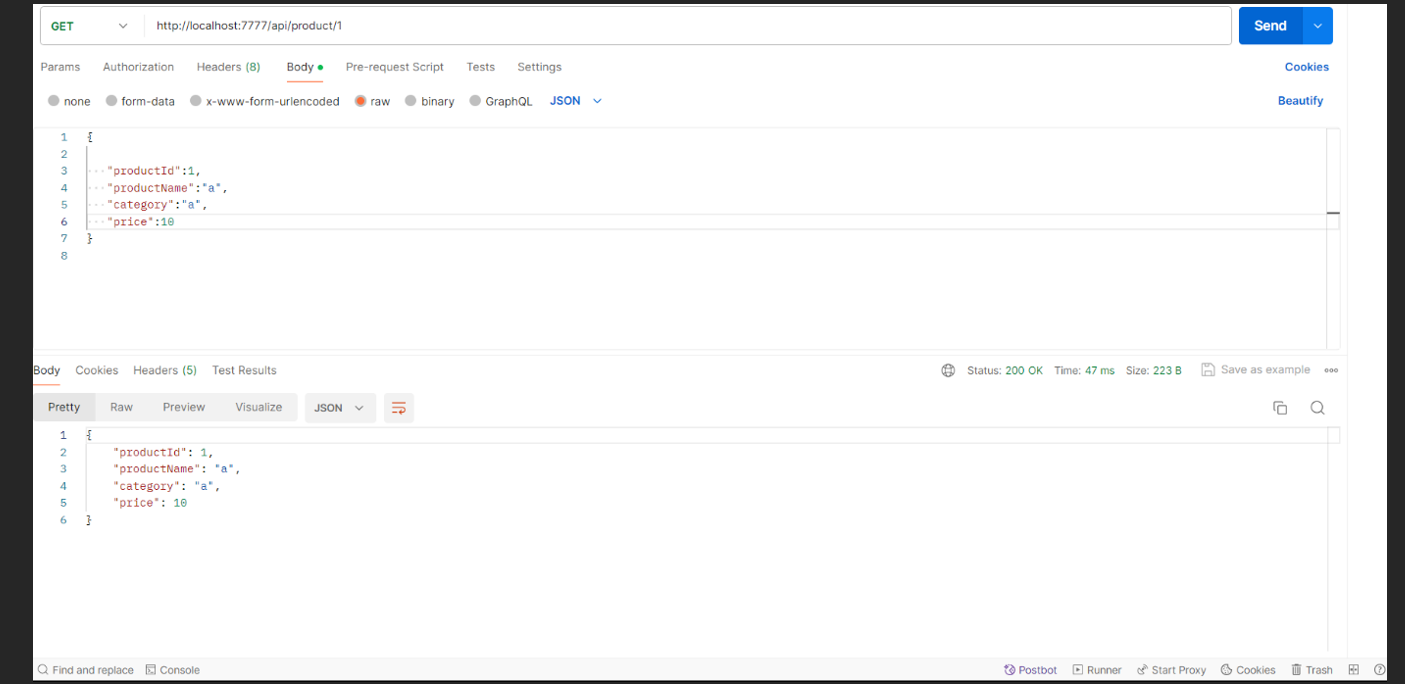 GET http://localhost:7777/api/product/1 Send
Params Authorization Headers (8) Body Pre-request Script Tests Settings Cookies
none form-data x-www-form-urlencoded raw binary GraphQL JSON Beautify
1 {
2
3 "productId":1,
4 "productName":"a",
5 "category":"a",
6 "price":10
7 }
8
Body Cookies Headers (5) Test Results Status: 200 OK Time: 47 ms Size: 223 B Save as example
Pretty Raw Preview Visualize JSON
1 {
2 "productId": 1,
3 "productName": "a",
4 "category": "a",
5 "price": 10
6 }
Find and replace Console Postbot Runner Start Proxy Cookies Trash